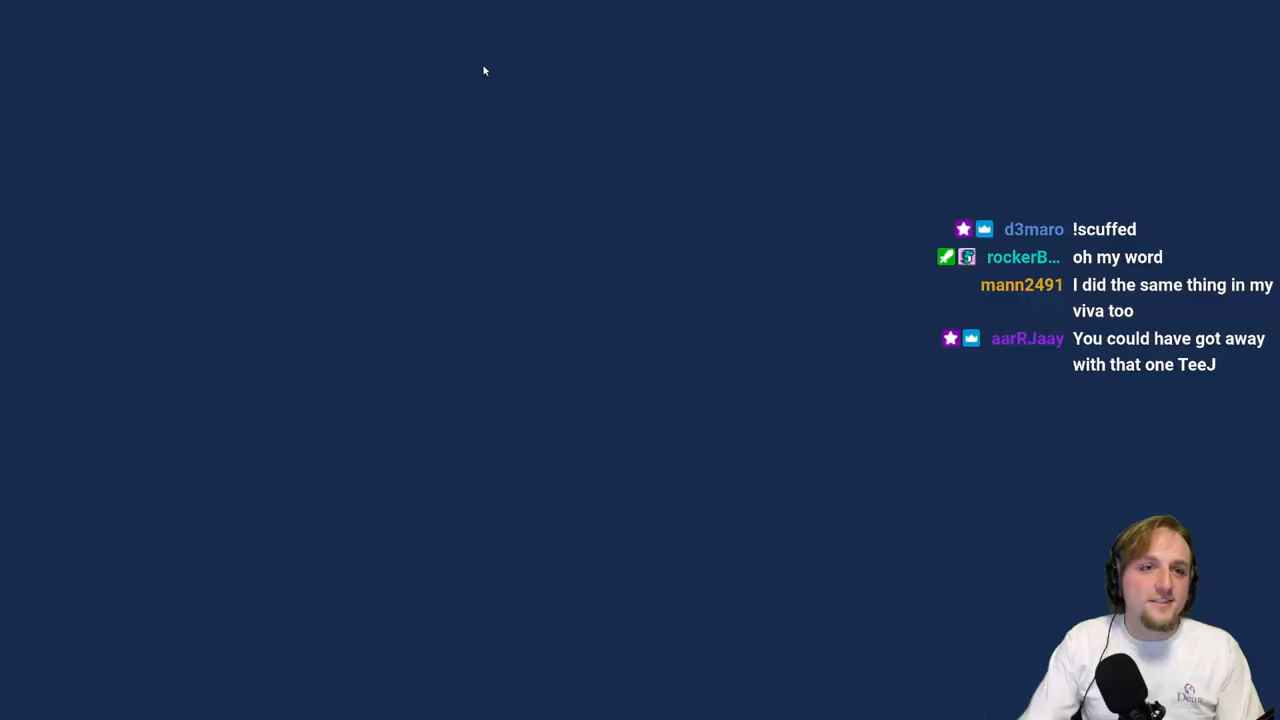 d3maro !scuffed
rockerB... oh my word
mann2491 I did the same thing in my
viva too
aarRJaay You could have got away
with that one TeeJ